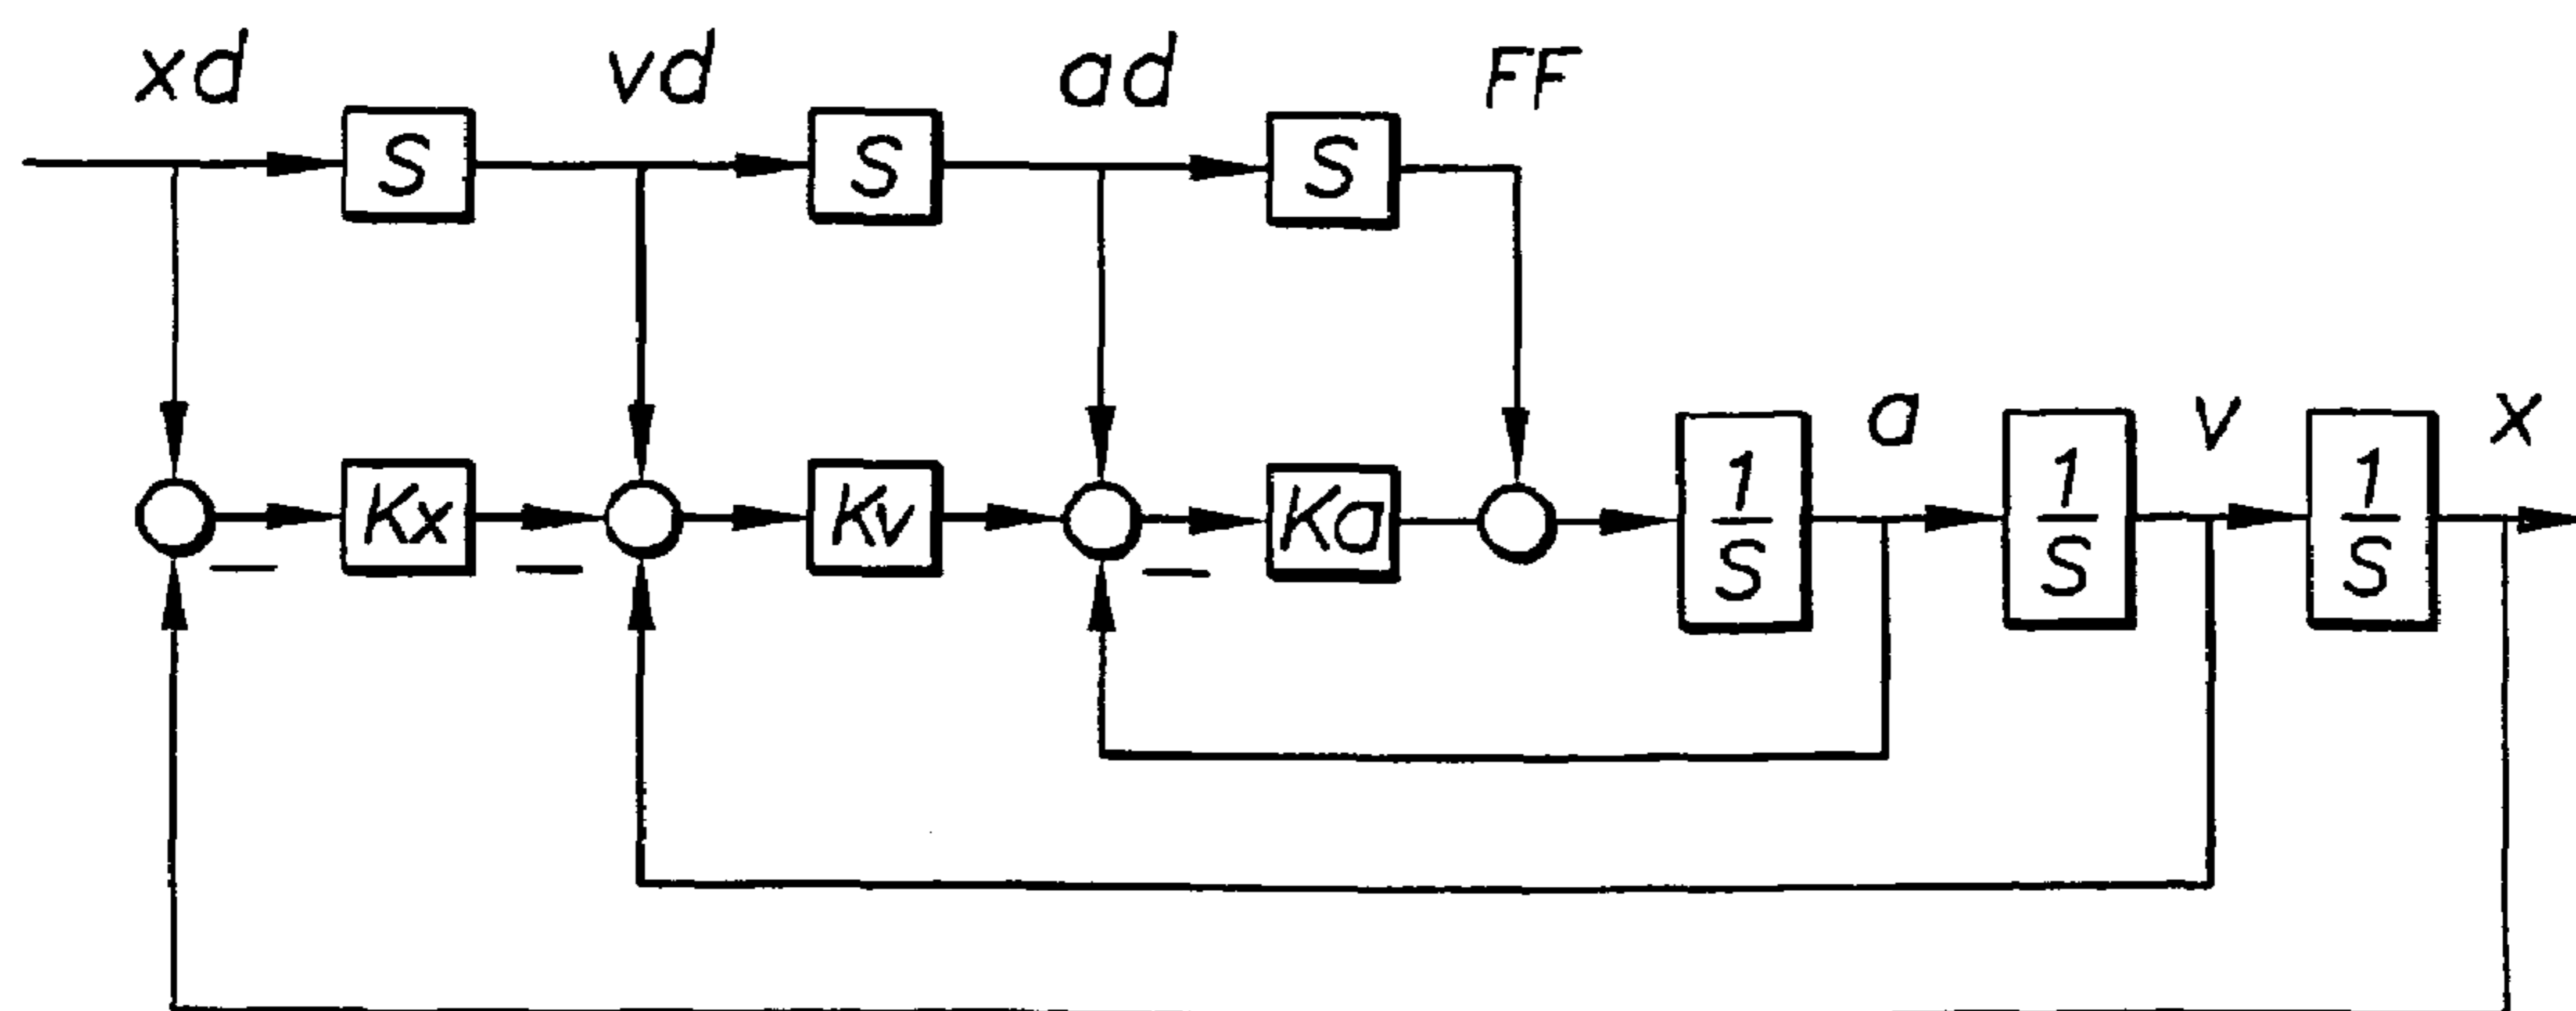 xd vd ad FF
S S S
a v x
Kx Kv Ka 1/S 1/S 1/S
− − −